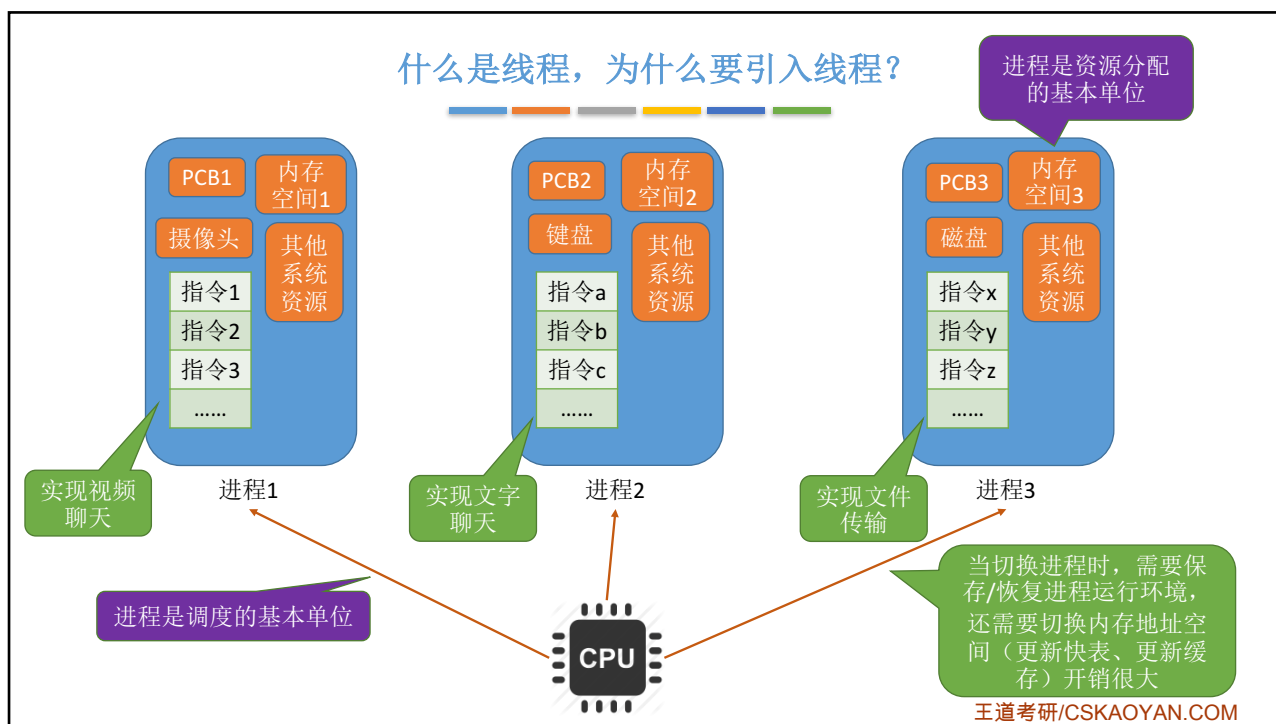 什么是线程，为什么要引入线程？
进程是资源分配
的基本单位
PCB1
内存
空间1
摄像头
其他
系统
资源
指令1
指令2
指令3
……
实现视频
聊天
进程1
PCB2
内存
空间2
键盘
其他
系统
资源
指令a
指令b
指令c
……
实现文字
聊天
进程2
PCB3
内存
空间3
磁盘
其他
系统
资源
指令x
指令y
指令z
……
实现文件
传输
进程3
进程是调度的基本单位
CPU
当切换进程时，需要保
存/恢复进程运行环境，
还需要切换内存地址空
间（更新快表、更新缓
存）开销很大
王道考研/CSKAOYAN.COM